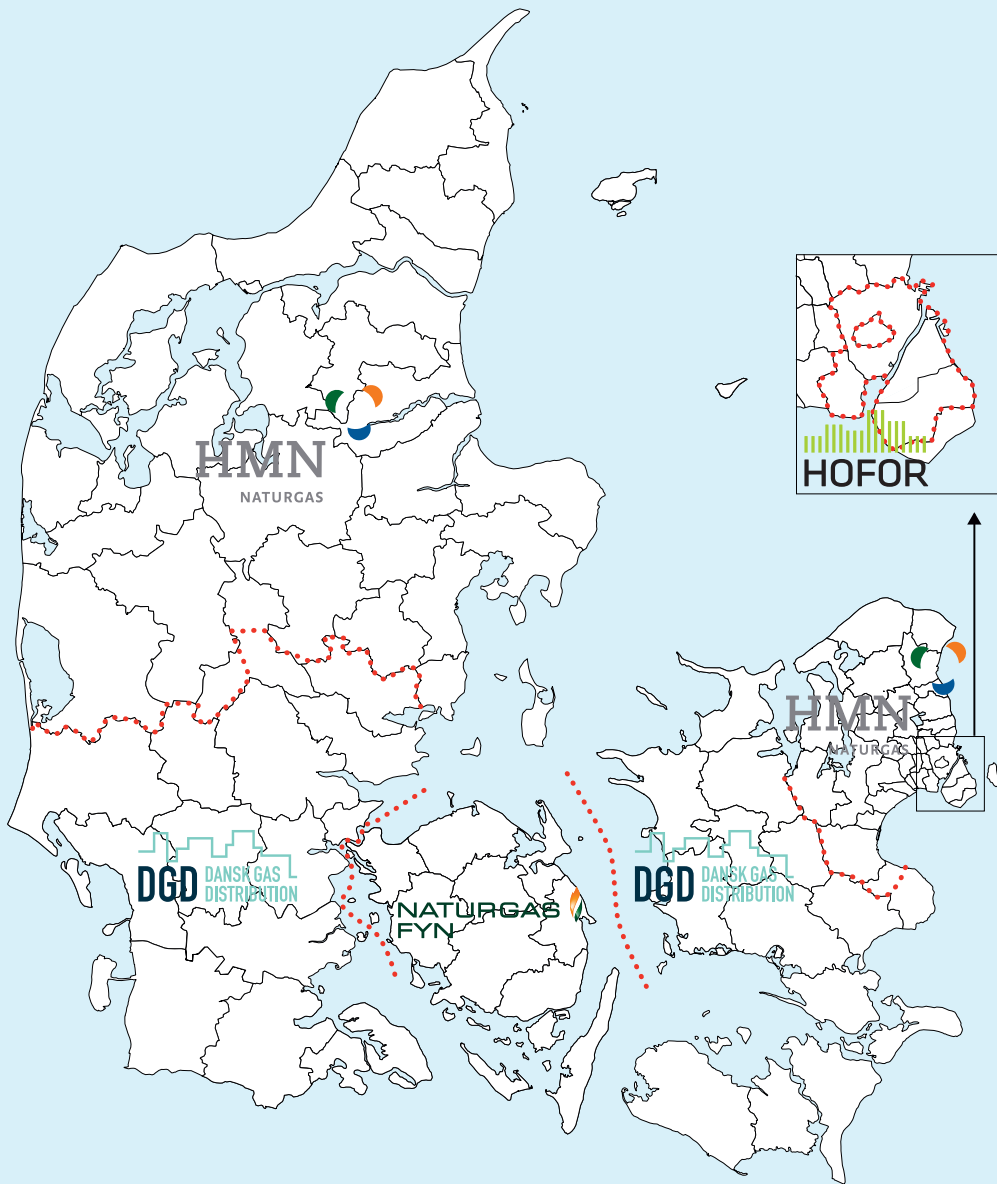 HMN
NATURGAS
HOFOR
HMN
NATURGAS
DGD DANSK GAS
DISTRIBUTION
NATURGAS
FYN
DGD DANSK GAS
DISTRIBUTION